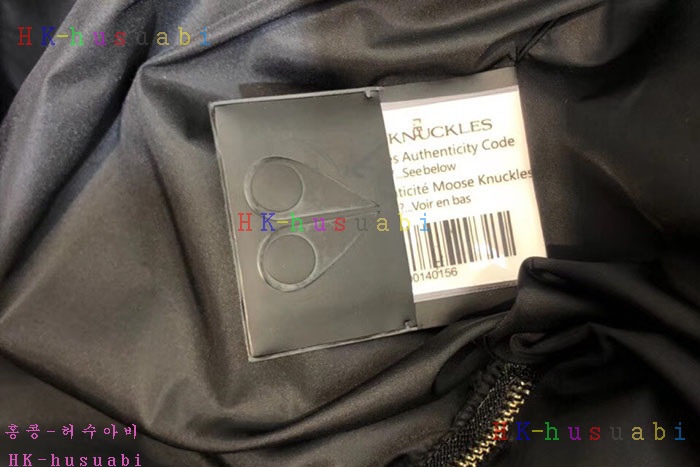 HK-husuabi
KNUCKLES
s Authenticity Code
?...See below
ticité Moose Knuckles
?...Voir en bas
HK-husuabi
00140156
홍콩-허수아비
HK-husuabi
HK-husuabi